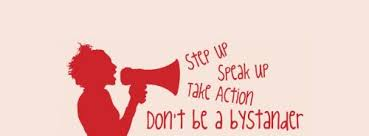 Step up
Speak up
Take Action
Don't be a bystander